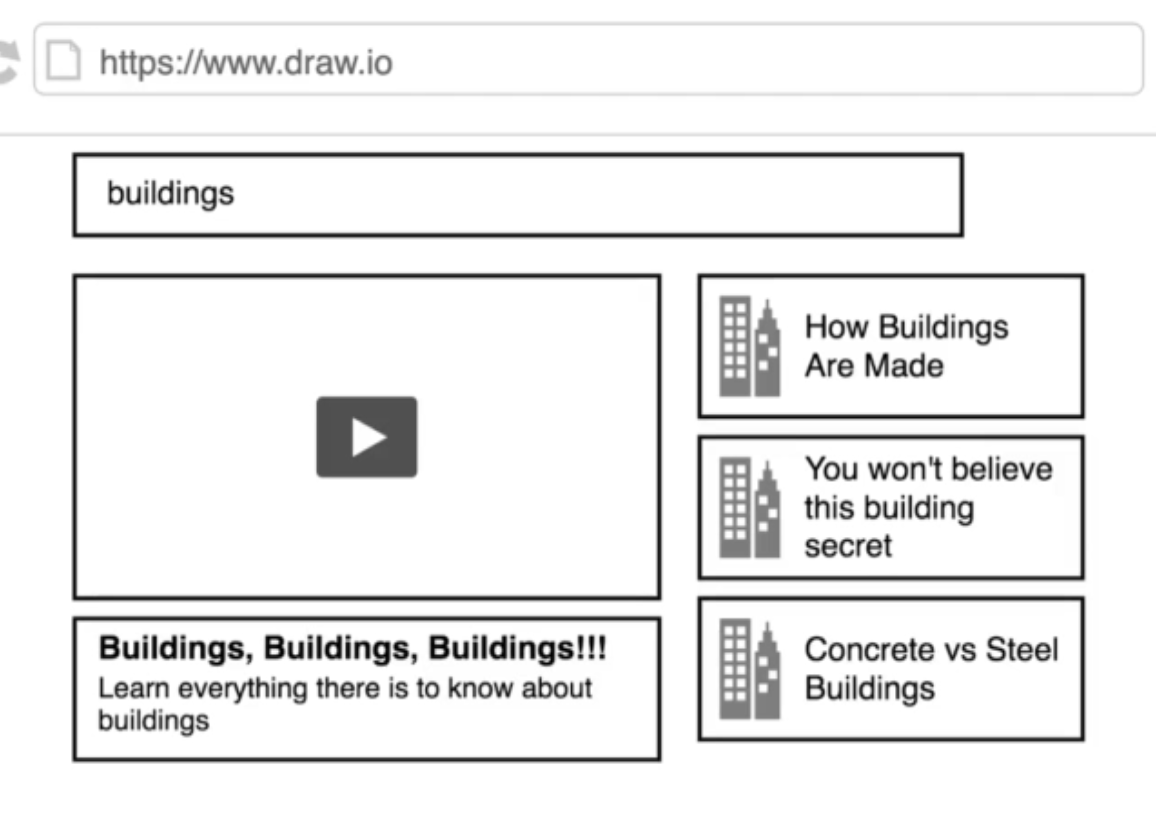 https://www.draw.io
buildings
Buildings, Buildings, Buildings!!!
Learn everything there is to know about
buildings
How Buildings
Are Made
You won't believe
this building
secret
Concrete vs Steel
Buildings